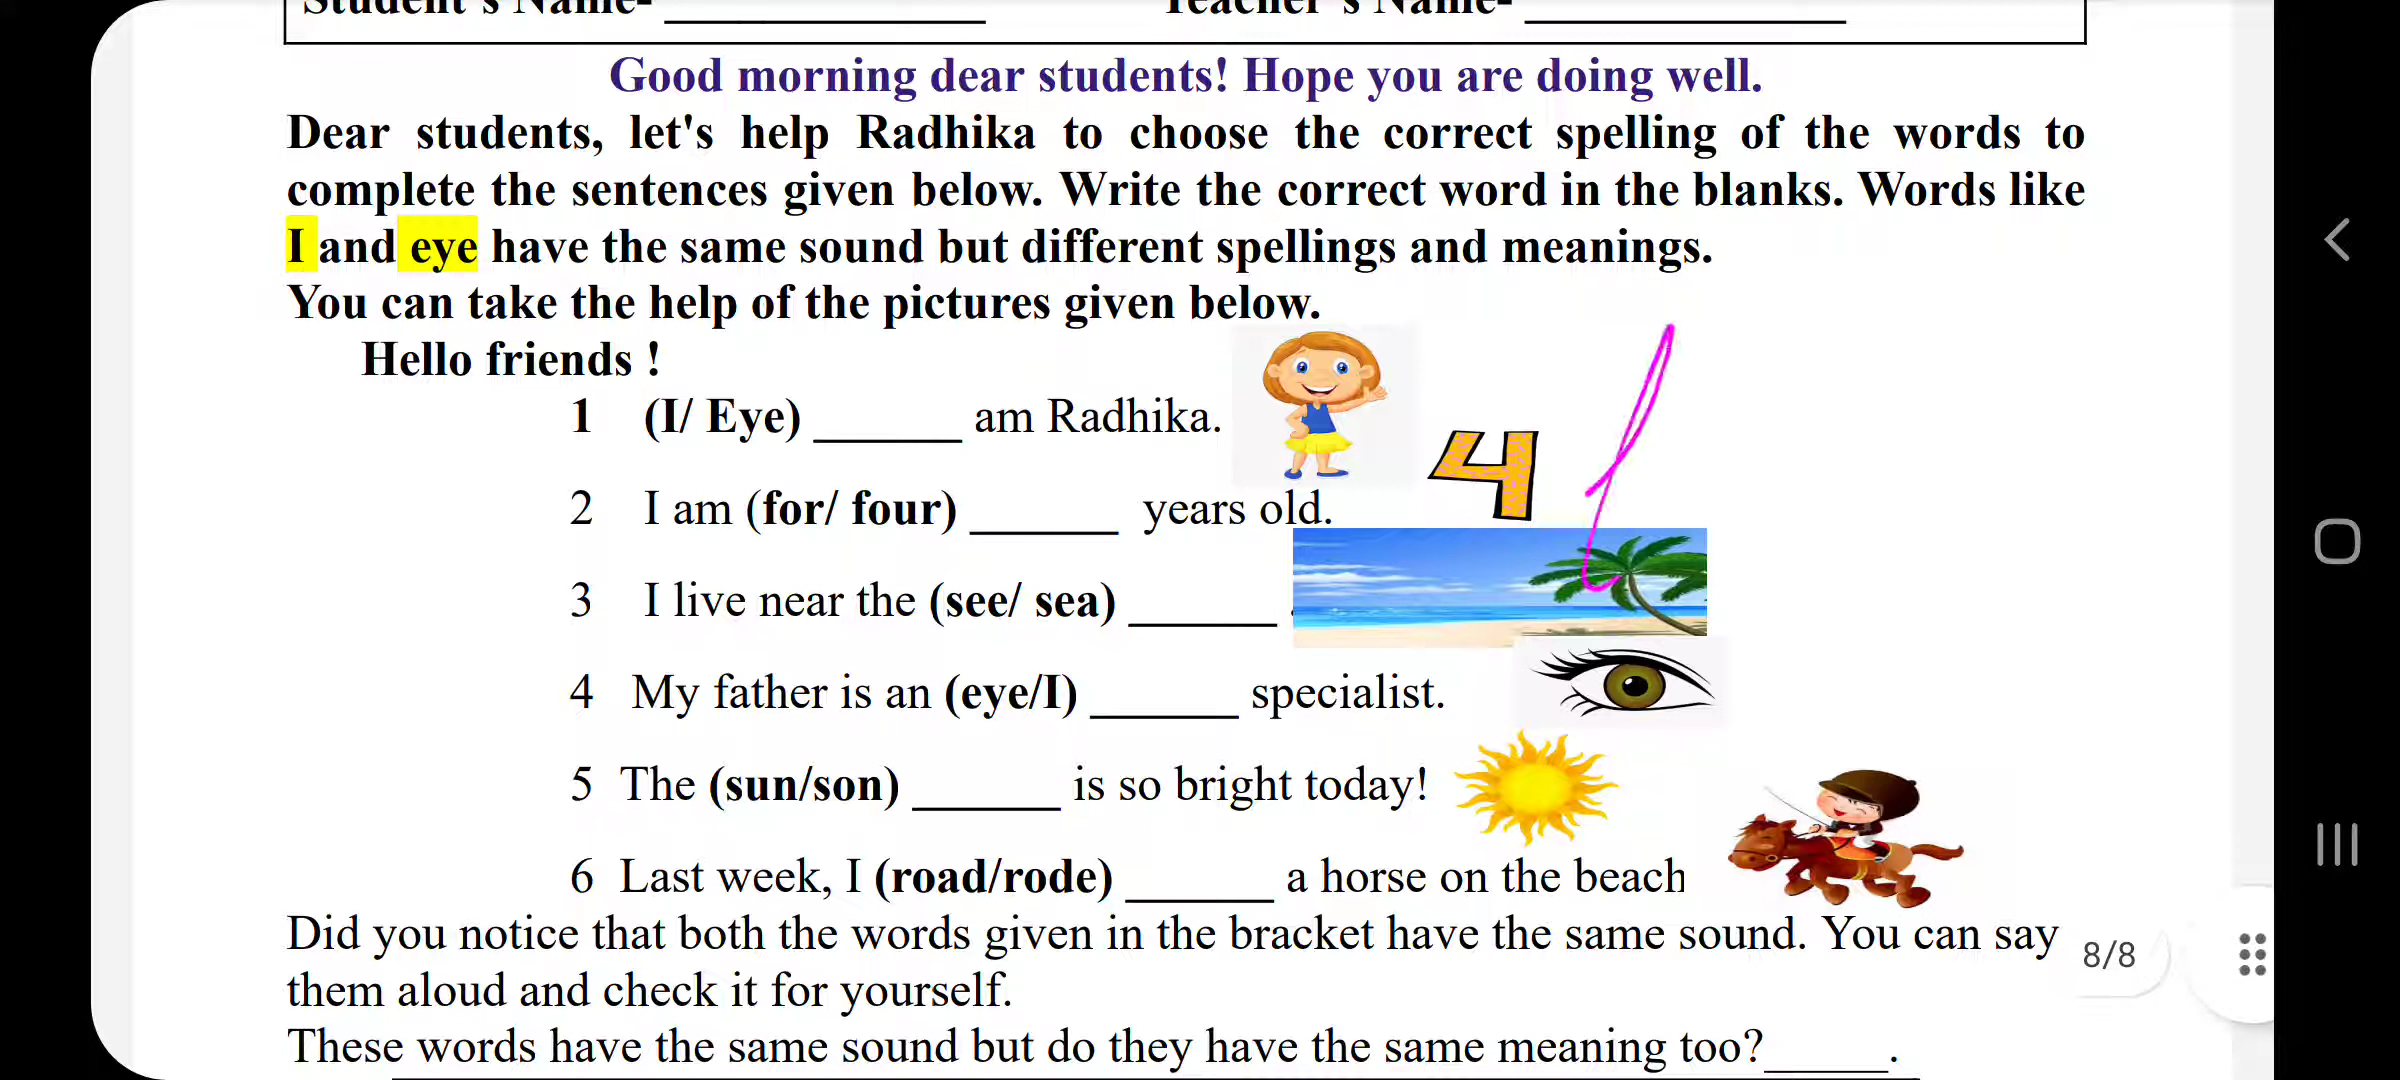 Student's Name- ____________ Teacher's Name- ____________
Good morning dear students! Hope you are doing well.
Dear students, let's help Radhika to choose the correct spelling of the words to
complete the sentences given below. Write the correct word in the blanks. Words like
I and eye have the same sound but different spellings and meanings.
You can take the help of the pictures given below.
Hello friends !
1 (I/ Eye) ______ am Radhika.
4
2 I am (for/ four) ______ years old.
3 I live near the (see/ sea) ______ .
4 My father is an (eye/I) ______ specialist.
5 The (sun/son) ______ is so bright today!
6 Last week, I (road/rode) ______ a horse on the beach
Did you notice that both the words given in the bracket have the same sound. You can say
8/8
them aloud and check it for yourself.
These words have the same sound but do they have the same meaning too?_____.